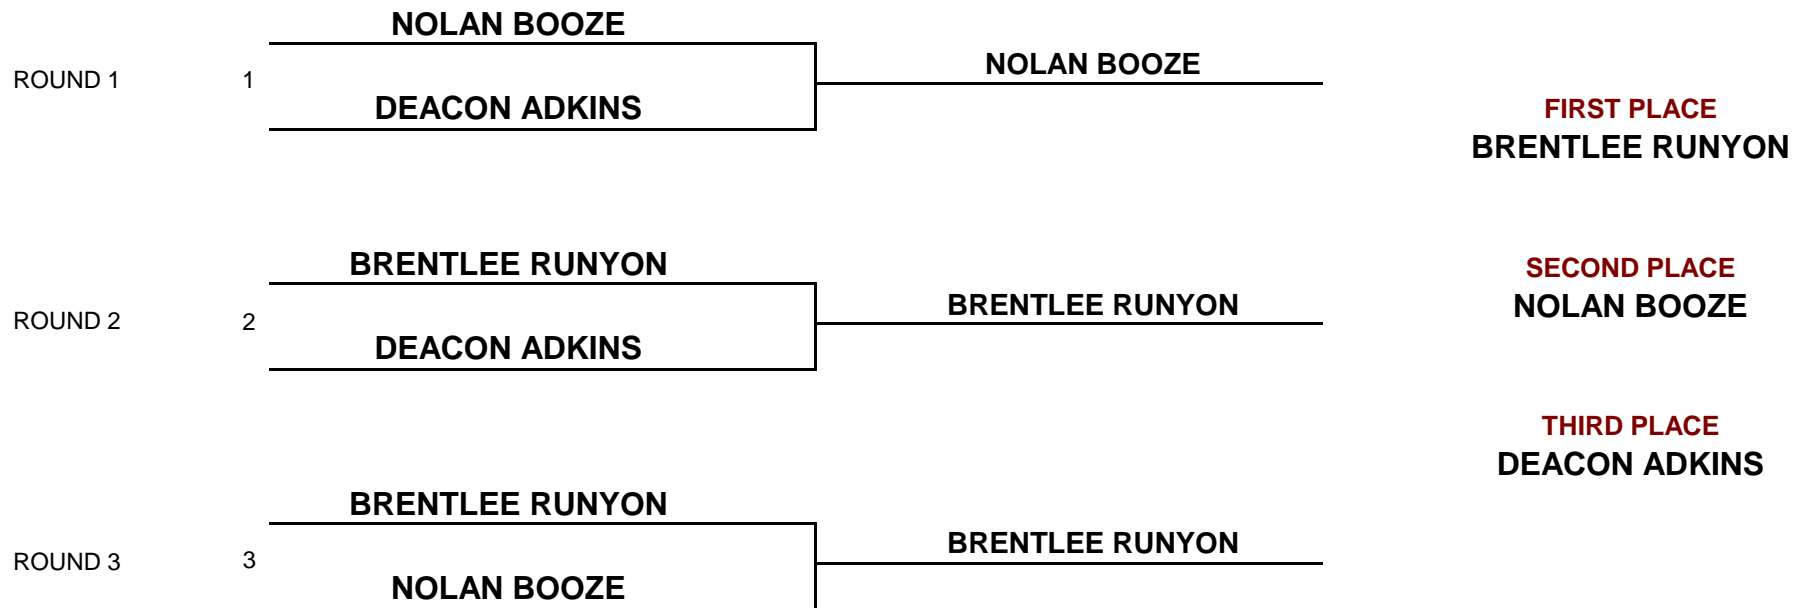 NOLAN BOOZE
ROUND 1
1
NOLAN BOOZE
DEACON ADKINS
FIRST PLACE
BRENTLEE RUNYON
BRENTLEE RUNYON
SECOND PLACE
ROUND 2
2
BRENTLEE RUNYON
NOLAN BOOZE
DEACON ADKINS
THIRD PLACE
DEACON ADKINS
BRENTLEE RUNYON
ROUND 3
3
BRENTLEE RUNYON
NOLAN BOOZE